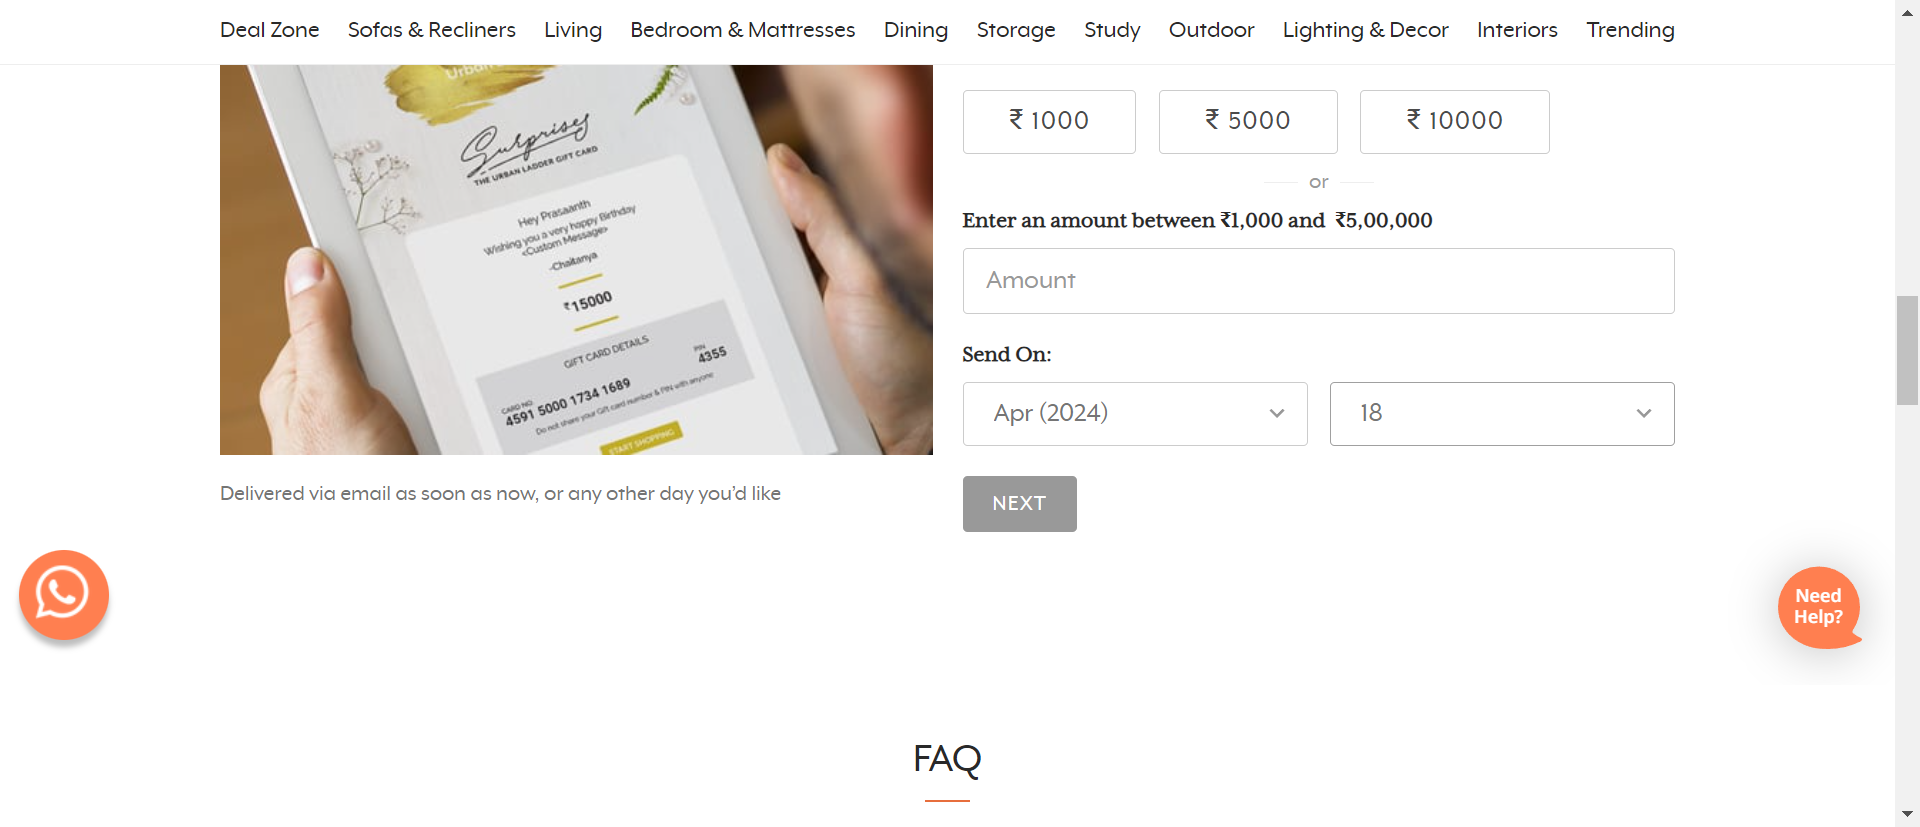 Deal Zone Sofas & Recliners Living Bedroom & Mattresses Dining Storage Study Outdoor Lighting & Decor Interiors Trending
Urban
Surprises
THE URBAN LADDER GIFT CARD
Hey Prasaanth
Wishing you a very happy Birthday
<Custom Message>
-Chaitanya
₹15000
GIFT CARD DETAILS
CARD NO. PIN
4591 5000 1734 1689 4355
Do not share your Gift card number & PIN with anyone
START SHOPPING
Delivered via email as soon as now, or any other day you’d like
₹ 1000 ₹ 5000 ₹ 10000
or
Enter an amount between ₹1,000 and ₹5,00,000
Amount
Send On:
Apr (2024) 18
NEXT
Need
Help?
FAQ